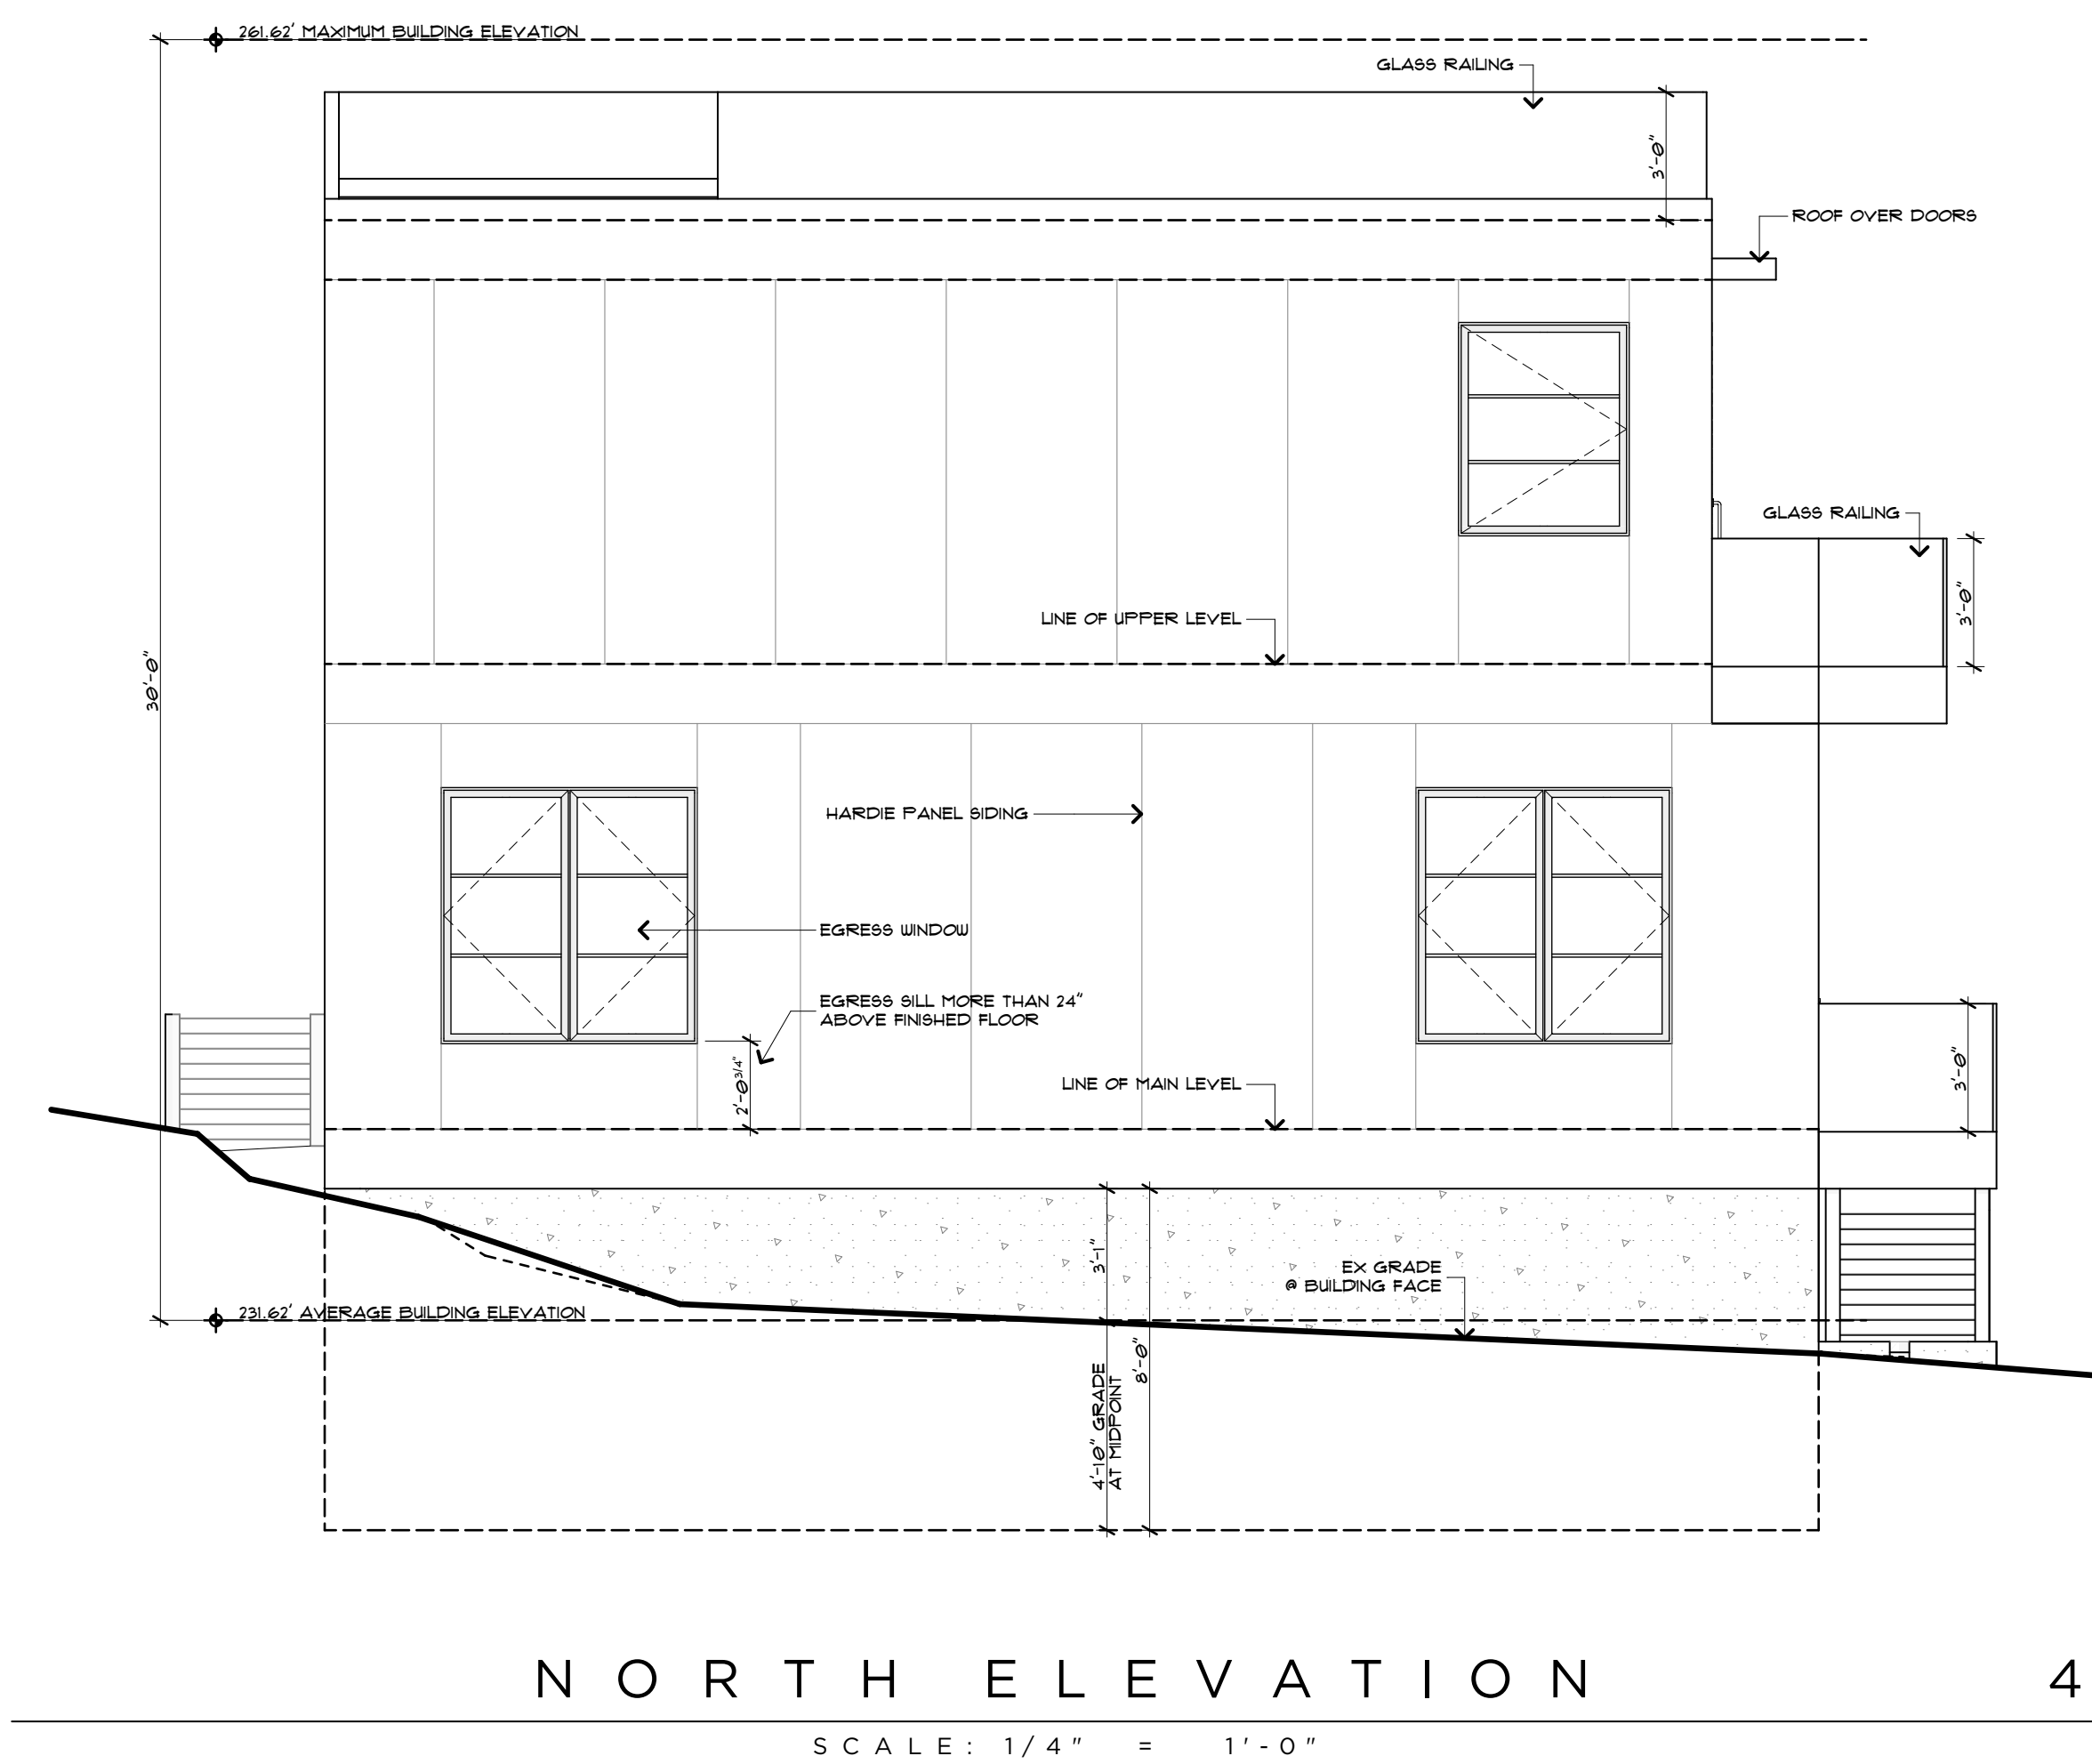 261.62' MAXIMUM BUILDING ELEVATION
GLASS RAILING
3'-0"
ROOF OVER DOORS
GLASS RAILING
3'-0"
LINE OF UPPER LEVEL
30'-0"
HARDIE PANEL SIDING
EGRESS WINDOW
EGRESS SILL MORE THAN 24"
ABOVE FINISHED FLOOR
2'-0 3/4"
LINE OF MAIN LEVEL
3'-0"
3'-1"
EX GRADE
@ BUILDING FACE
231.62' AVERAGE BUILDING ELEVATION
8'-0"
4'-10" GRADE
AT MIDPOINT
NORTH ELEVATION
4
SCALE: 1/4" = 1'-0"